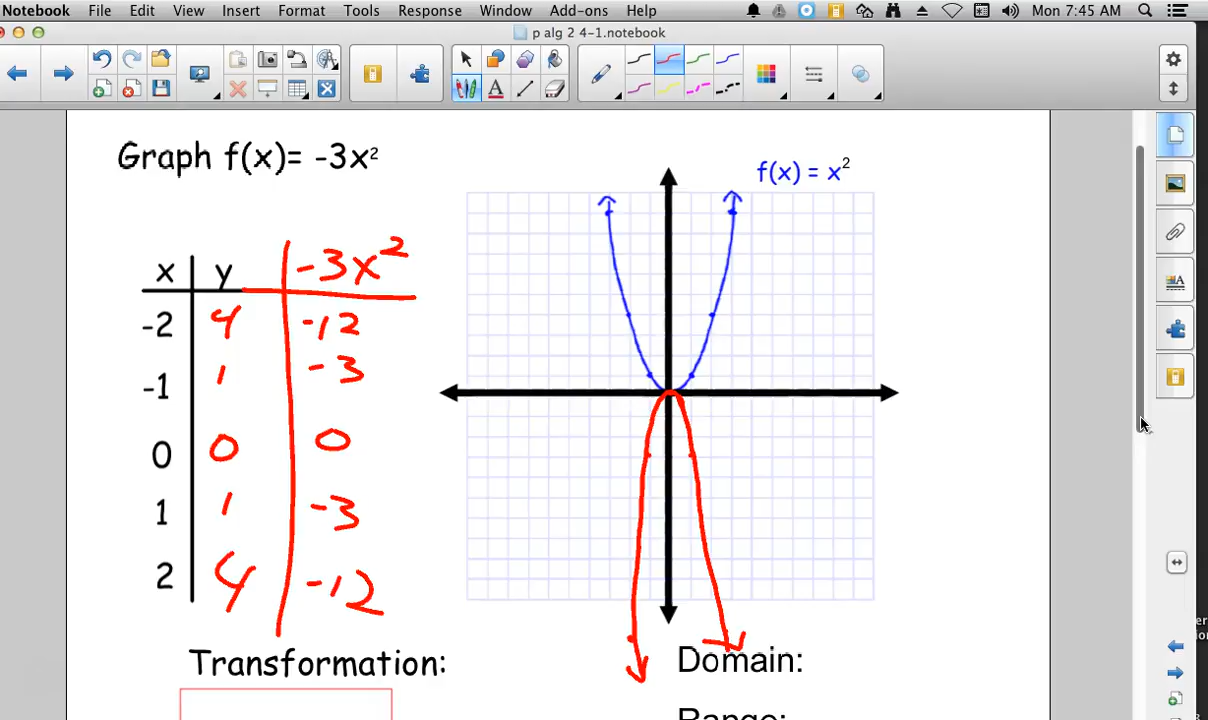 Notebook File Edit View Insert Format Tools Response Window Add-ons Help Mon 7:45 AM
p alg 2 4-1.notebook
A
A
Graph f(x)= -3x²
f(x) = x²
x y -3x²
-2 4 -12
-1 1 -3
0 0 0
1 1 -3
2 4 -12
Transformation:
Domain:
Range: